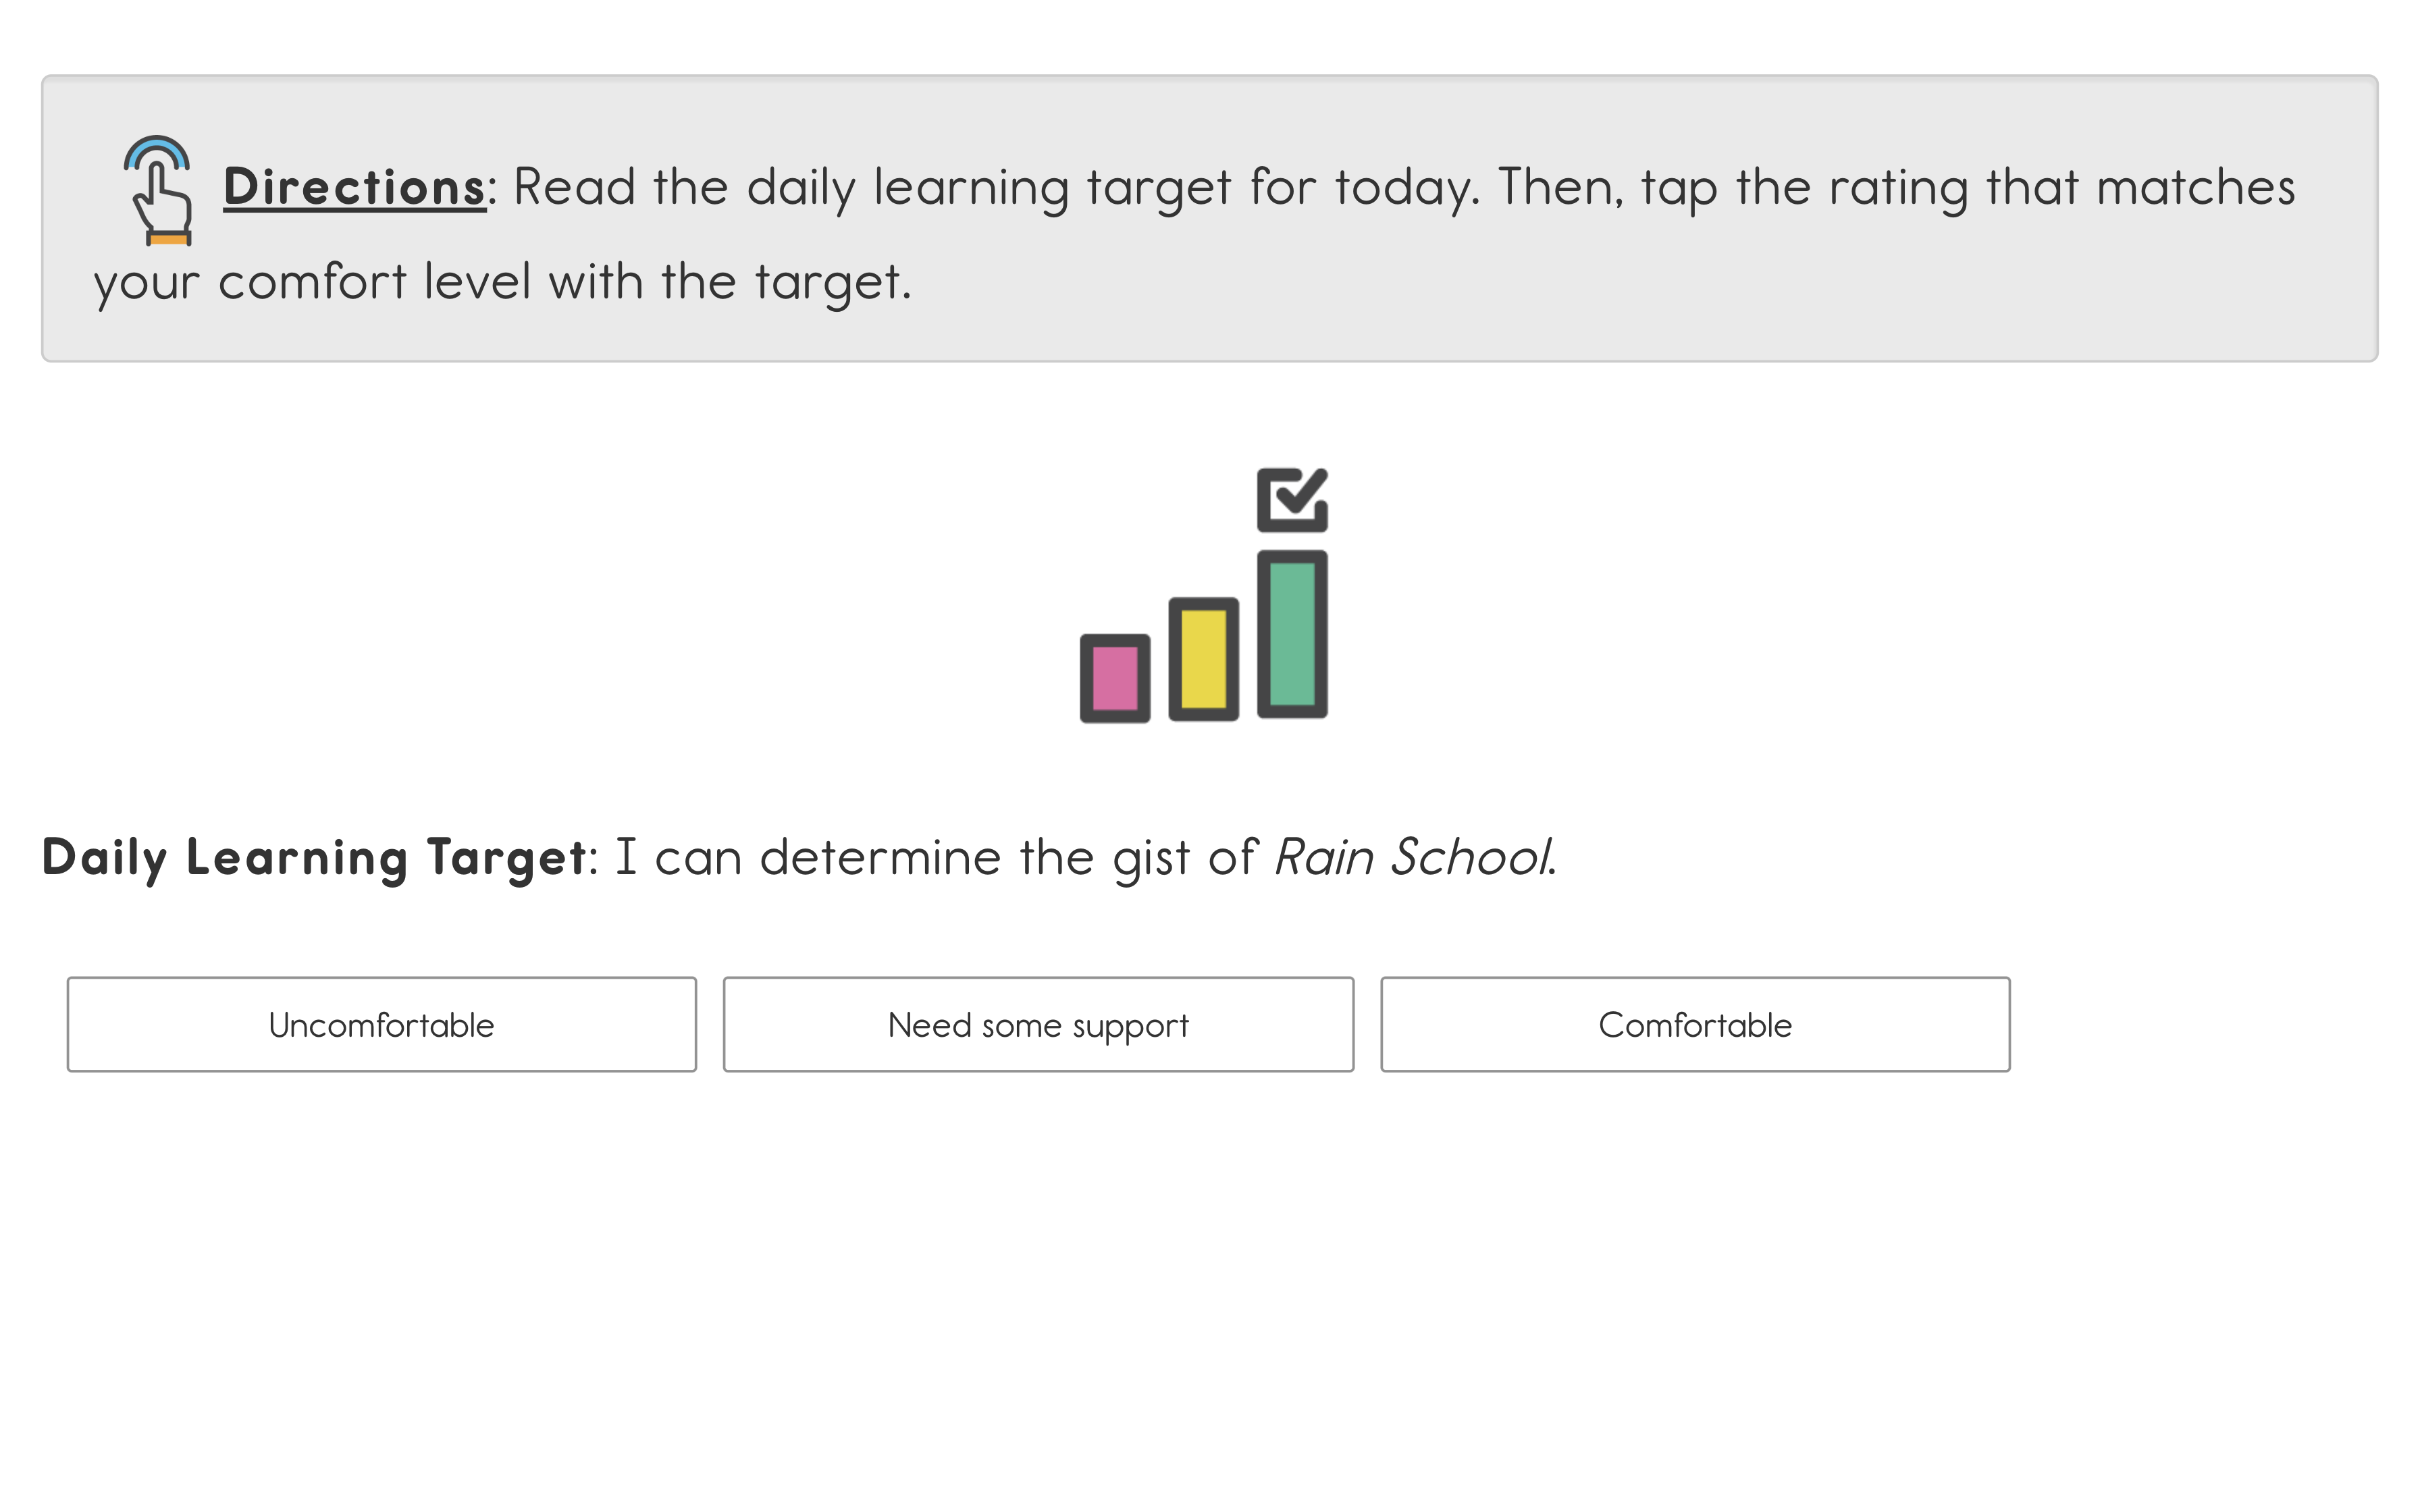 Directions: Read the daily learning target for today. Then, tap the rating that matches
your comfort level with the target.
Daily Learning Target: I can determine the gist of Rain School.
Uncomfortable
Need some support
Comfortable